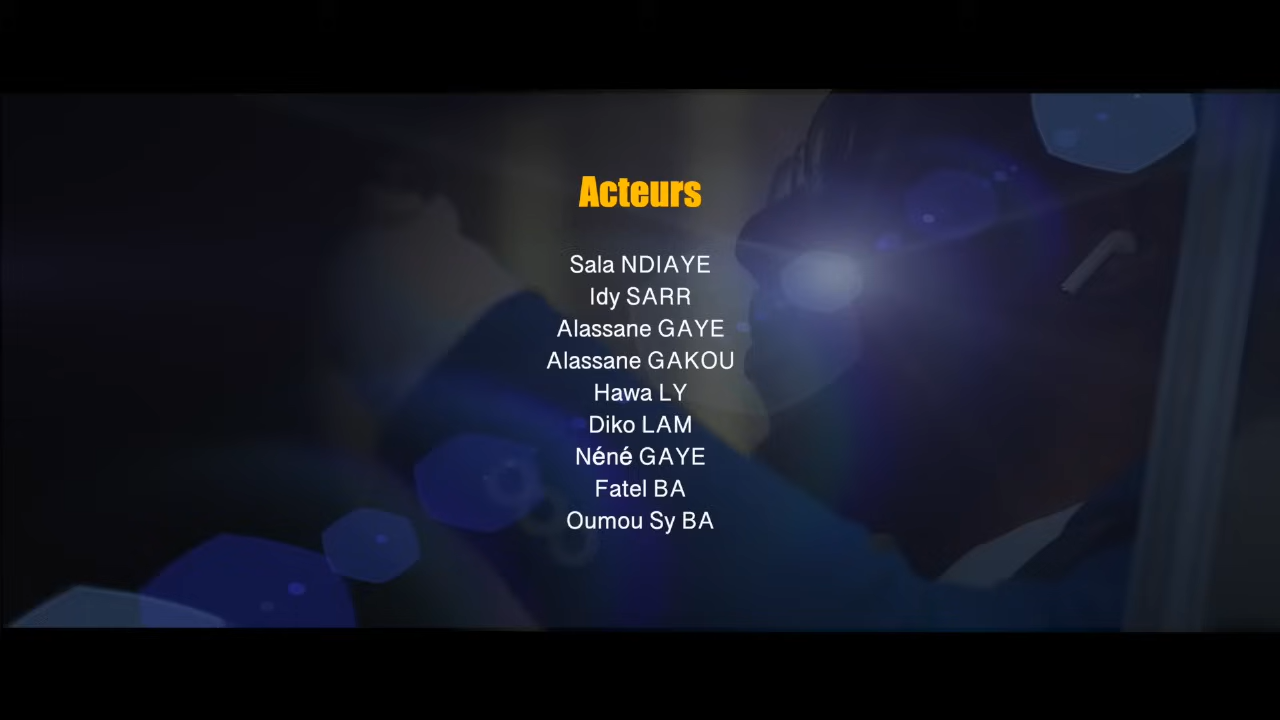 Acteurs
Sala NDIAYE
Idy SARR
Alassane GAYE
Alassane GAKOU
Hawa LY
Diko LAM
Néné GAYE
Fatel BA
Oumou Sy BA